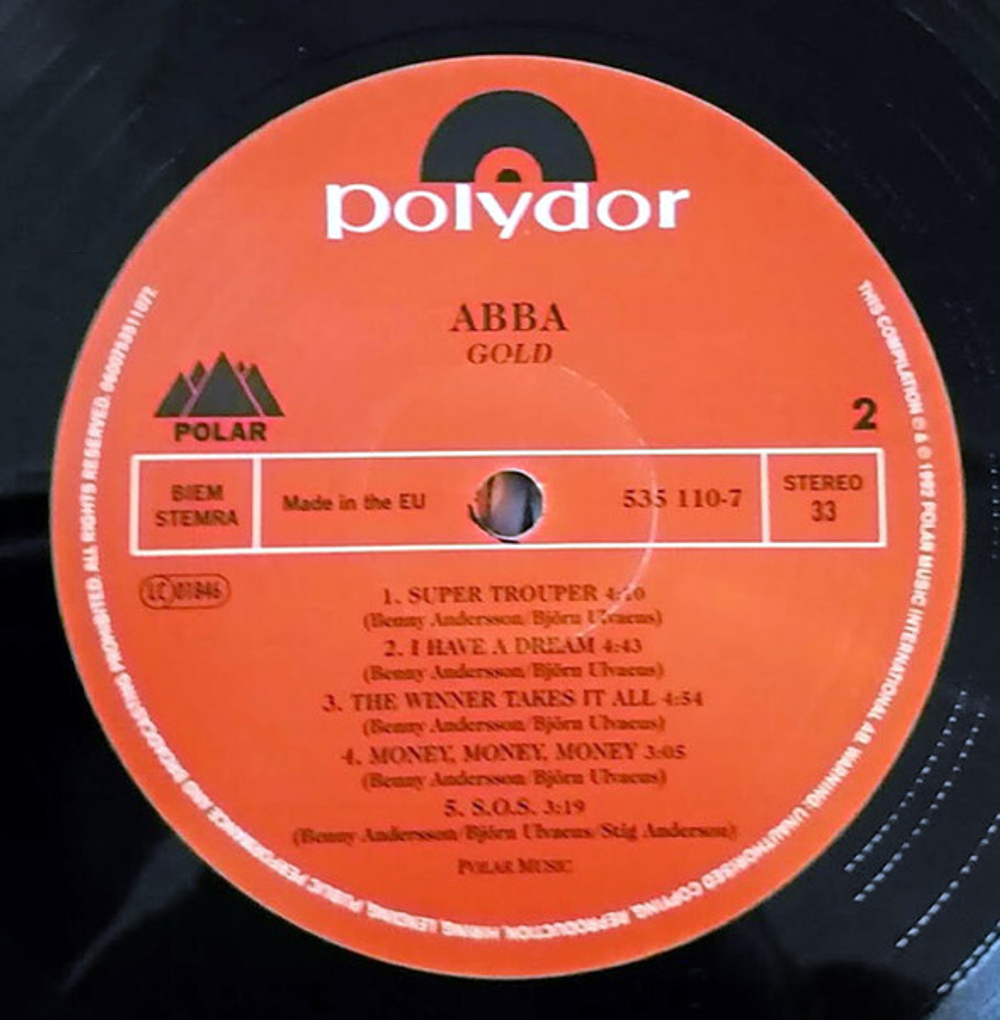 polydor
ABBA
GOLD
POLAR
2
BIEM
STEMRA
Made in the EU
535 110-7
STEREO
33
LC 01846
1. SUPER TROUPER 4:10
(Benny Andersson/Björn Ulvaeus)
2. I HAVE A DREAM 4:43
(Benny Andersson/Björn Ulvaeus)
3. THE WINNER TAKES IT ALL 4:54
(Benny Andersson/Björn Ulvaeus)
4. MONEY, MONEY, MONEY 3:05
(Benny Andersson/Björn Ulvaeus)
5. S.O.S. 3:19
(Benny Andersson/Björn Ulvaeus/Stig Anderson)
POLAR MUSIC
THIS COMPILATION ℗ & © 1992 POLAR MUSIC INTERNATIONAL AB. WARNING: UNAUTHORISED COPYING, REPRODUCTION, HIRING, LENDING, PUBLIC PERFORMANCE AND BROADCASTING PROHIBITED. ALL RIGHTS RESERVED.